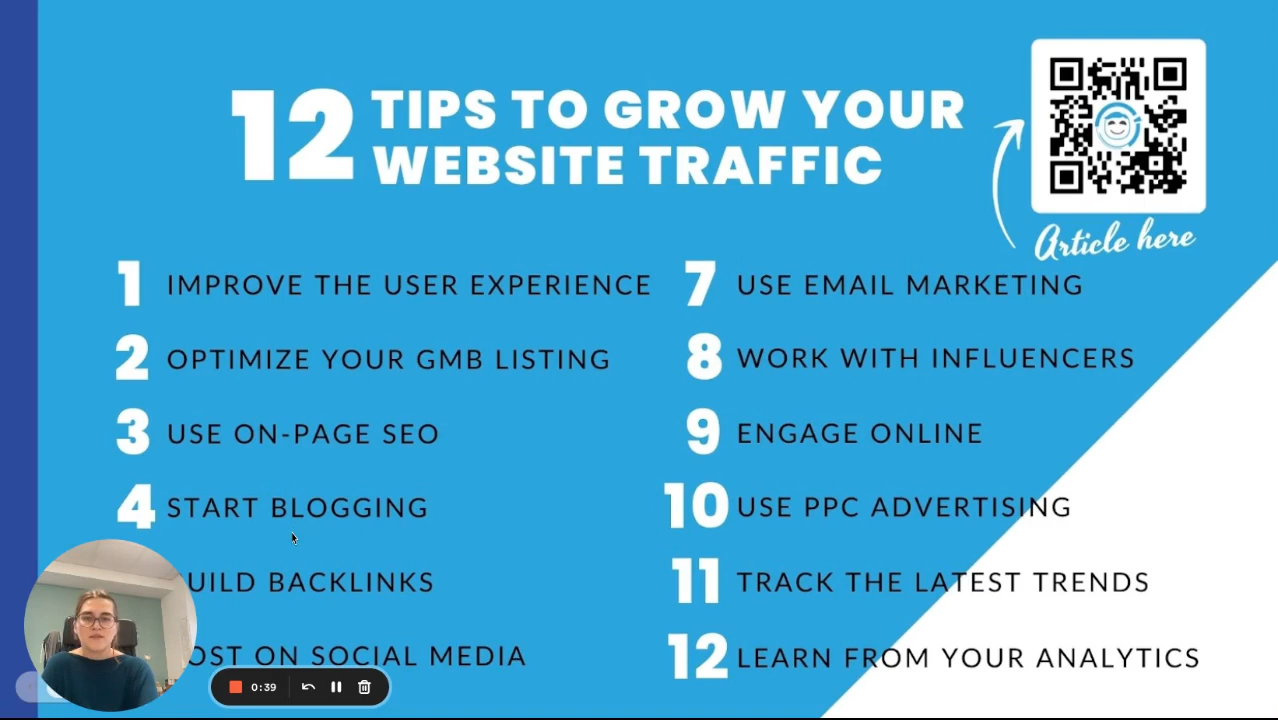 12 TIPS TO GROW YOUR
WEBSITE TRAFFIC
Article here
1 IMPROVE THE USER EXPERIENCE
2 OPTIMIZE YOUR GMB LISTING
3 USE ON-PAGE SEO
4 START BLOGGING
UILD BACKLINKS
OST ON SOCIAL MEDIA
7 USE EMAIL MARKETING
8 WORK WITH INFLUENCERS
9 ENGAGE ONLINE
10 USE PPC ADVERTISING
11 TRACK THE LATEST TRENDS
12 LEARN FROM YOUR ANALYTICS
0:39